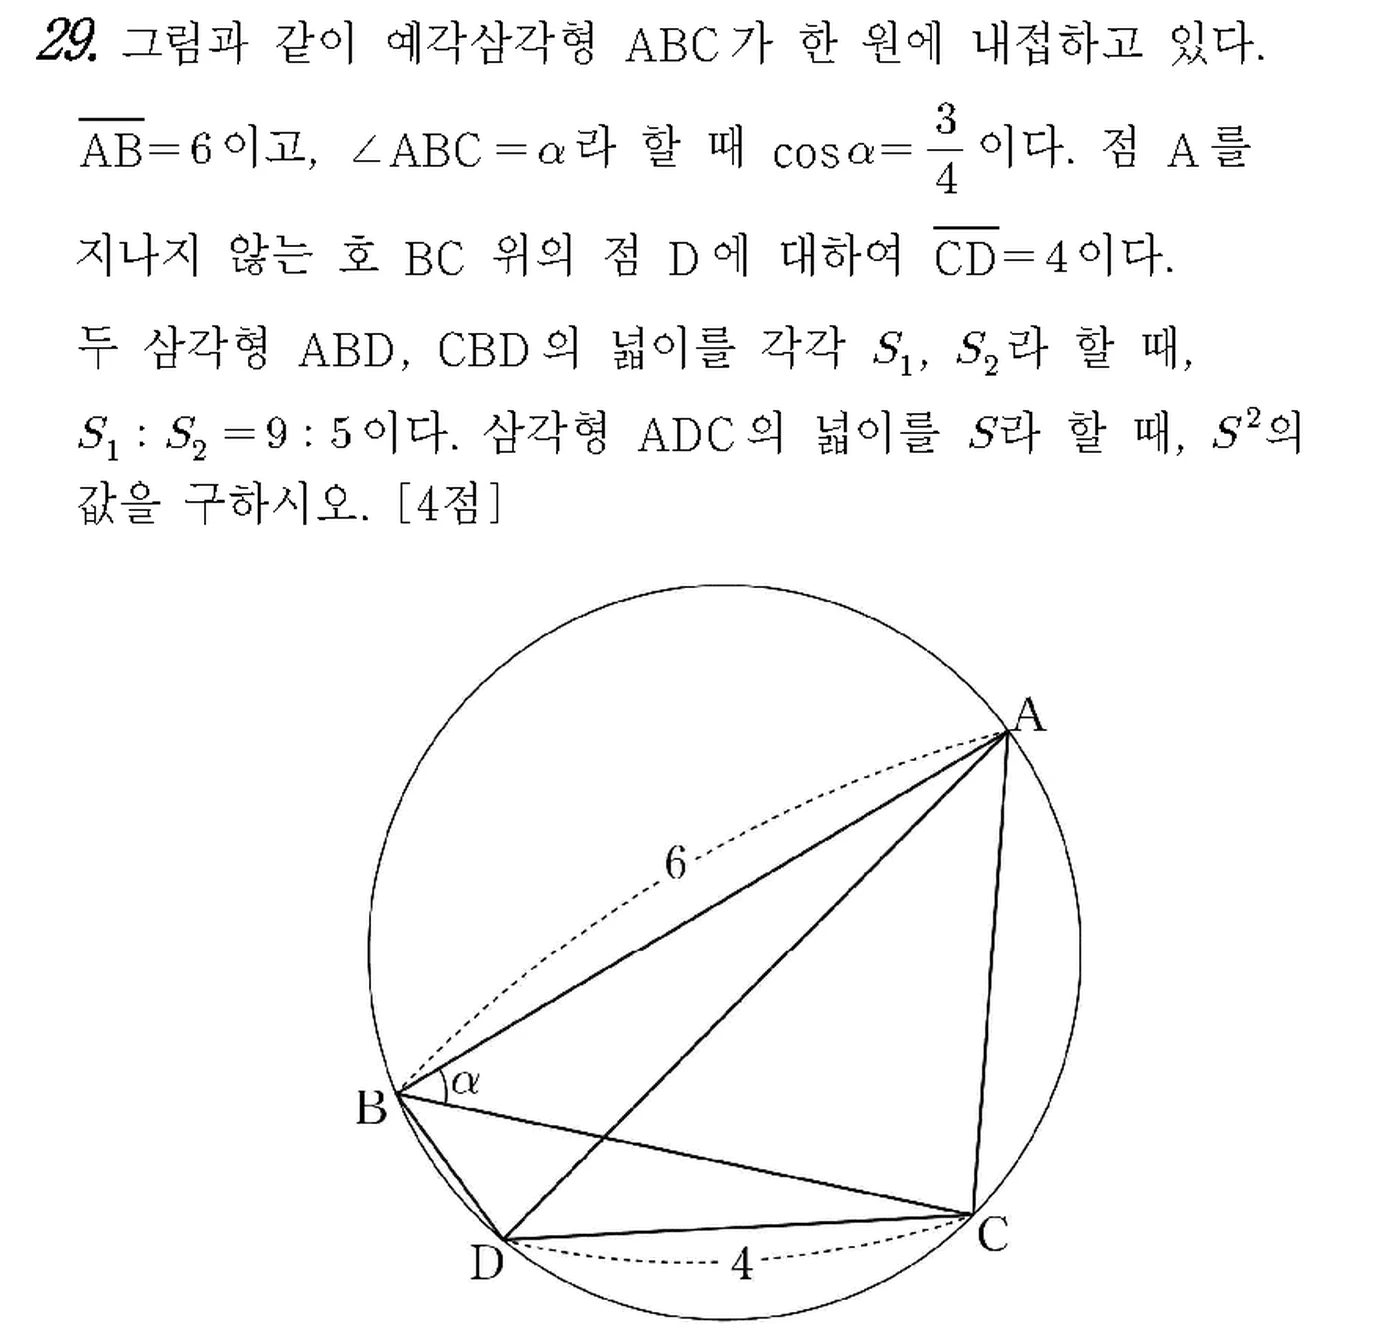 29. 그림과 같이 예각삼각형 ABC가 한 원에 내접하고 있다.
$\overline{AB}$=6이고, ∠ABC=α라 할 때 cosα=$\frac{3}{4}$이다. 점 A를
지나지 않는 호 BC 위의 점 D에 대하여 $\overline{CD}$=4이다.
두 삼각형 ABD, CBD의 넓이를 각각 S₁, S₂라 할 때,
S₁ : S₂ = 9 : 5이다. 삼각형 ADC의 넓이를 S라 할 때, S²의
값을 구하시오. [4점]
A
6
B
α
D
4
C